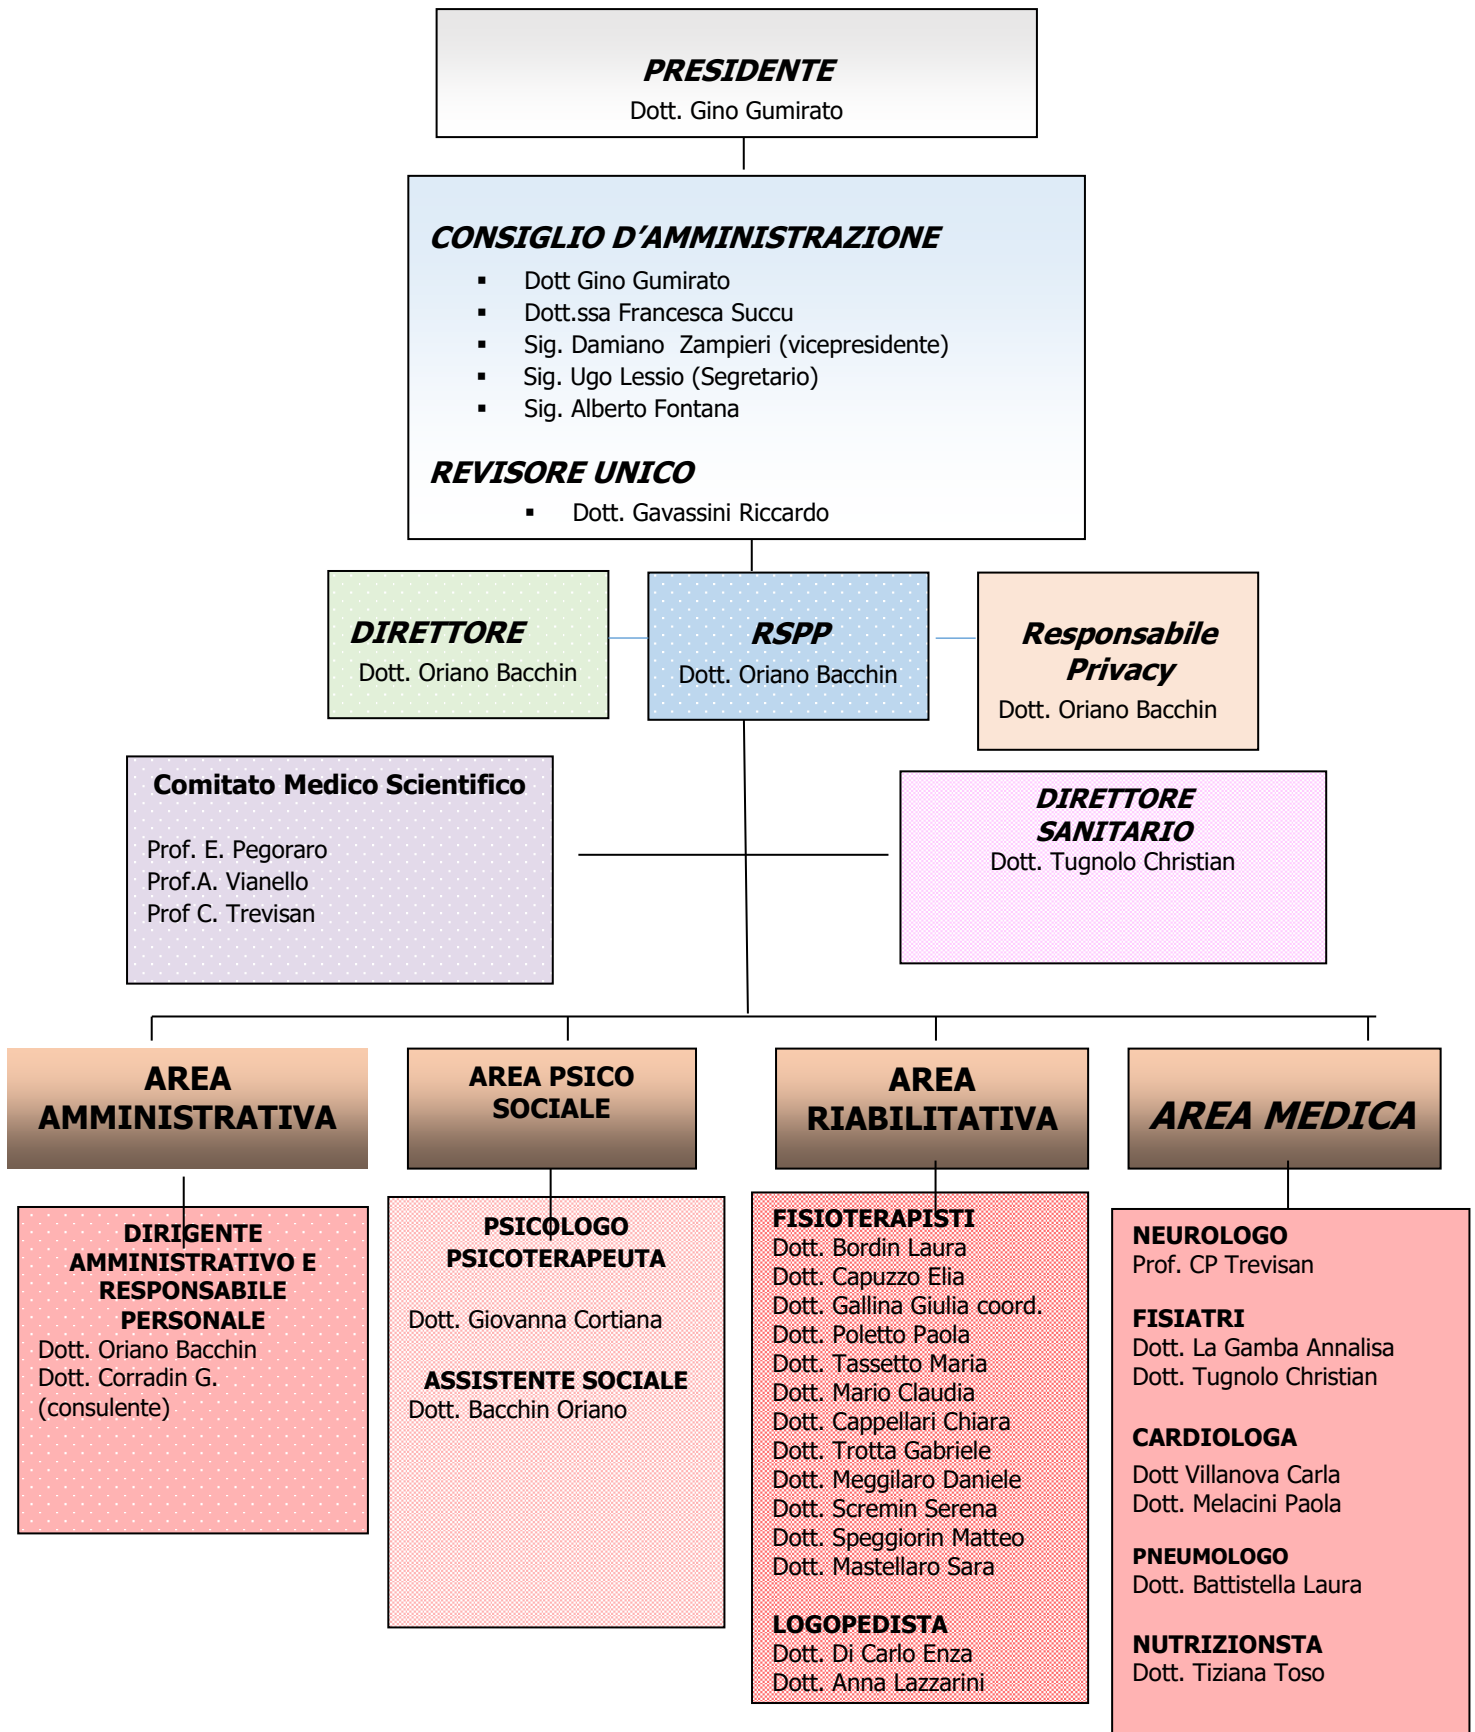 PRESIDENTE
Dott. Gino Gumirato
CONSIGLIO D'AMMINISTRAZIONE
▪ Dott Gino Gumirato
▪ Dott.ssa Francesca Succu
▪ Sig. Damiano Zampieri (vicepresidente)
▪ Sig. Ugo Lessio (Segretario)
▪ Sig. Alberto Fontana
REVISORE UNICO
▪ Dott. Gavassini Riccardo
DIRETTORE
Dott. Oriano Bacchin
RSPP
Dott. Oriano Bacchin
Responsabile
Privacy
Dott. Oriano Bacchin
Comitato Medico Scientifico
Prof. E. Pegoraro
Prof.A. Vianello
Prof C. Trevisan
DIRETTORE
SANITARIO
Dott. Tugnolo Christian
AREA
AMMINISTRATIVA
AREA PSICO
SOCIALE
AREA
RIABILITATIVA
AREA MEDICA
DIRIGENTE
AMMINISTRATIVO E
RESPONSABILE
PERSONALE
Dott. Oriano Bacchin
Dott. Corradin G.
(consulente)
PSICOLOGO
PSICOTERAPEUTA
Dott. Giovanna Cortiana
ASSISTENTE SOCIALE
Dott. Bacchin Oriano
FISIOTERAPISTI
Dott. Bordin Laura
Dott. Capuzzo Elia
Dott. Gallina Giulia coord.
Dott. Poletto Paola
Dott. Tassetto Maria
Dott. Mario Claudia
Dott. Cappellari Chiara
Dott. Trotta Gabriele
Dott. Meggilaro Daniele
Dott. Scremin Serena
Dott. Speggiorin Matteo
Dott. Mastellaro Sara
LOGOPEDISTA
Dott. Di Carlo Enza
Dott. Anna Lazzarini
NEUROLOGO
Prof. CP Trevisan
FISIATRI
Dott. La Gamba Annalisa
Dott. Tugnolo Christian
CARDIOLOGA
Dott Villanova Carla
Dott. Melacini Paola
PNEUMOLOGO
Dott. Battistella Laura
NUTRIZIONSTA
Dott. Tiziana Toso